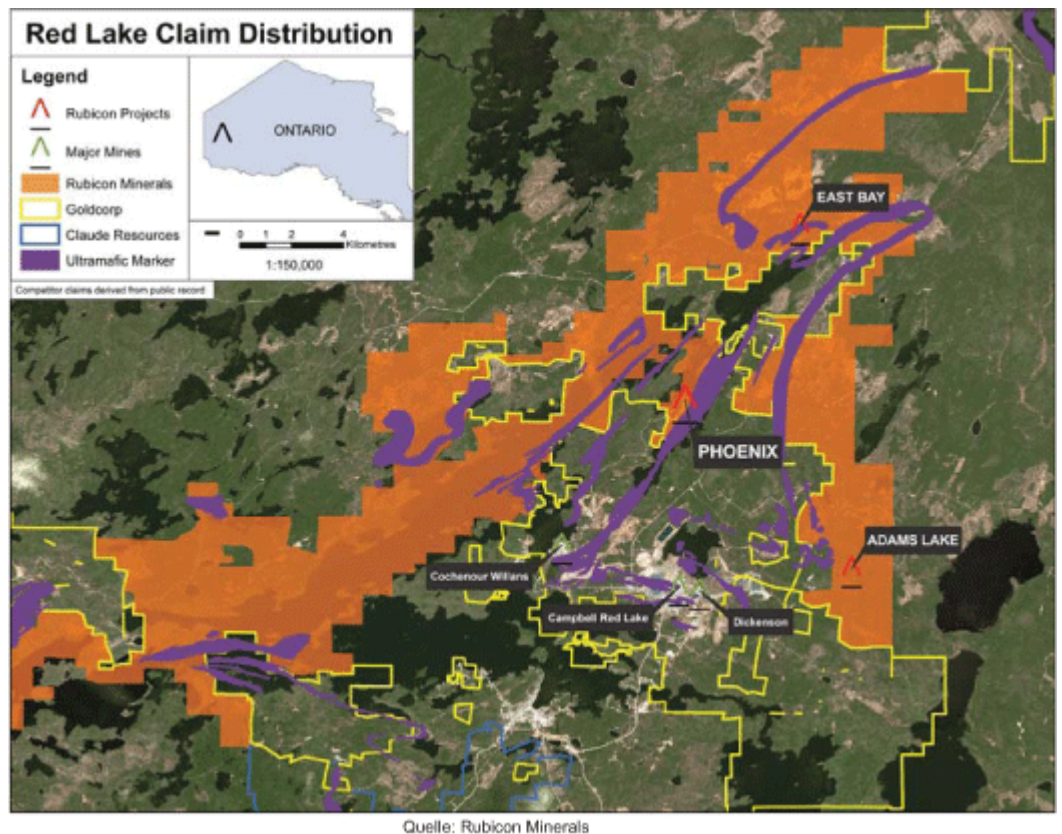 Red Lake Claim Distribution
Legend
Rubicon Projects
Major Mines
Rubicon Minerals
Goldcorp
Claude Resources
Ultramafic Marker
ONTARIO
0 1 2 4
Kilometres
1:150,000
Competitor claims derived from public record
EAST BAY
PHOENIX
ADAMS LAKE
Cochenour Willans
Campbell Red Lake
Dickenson
Quelle: Rubicon Minerals